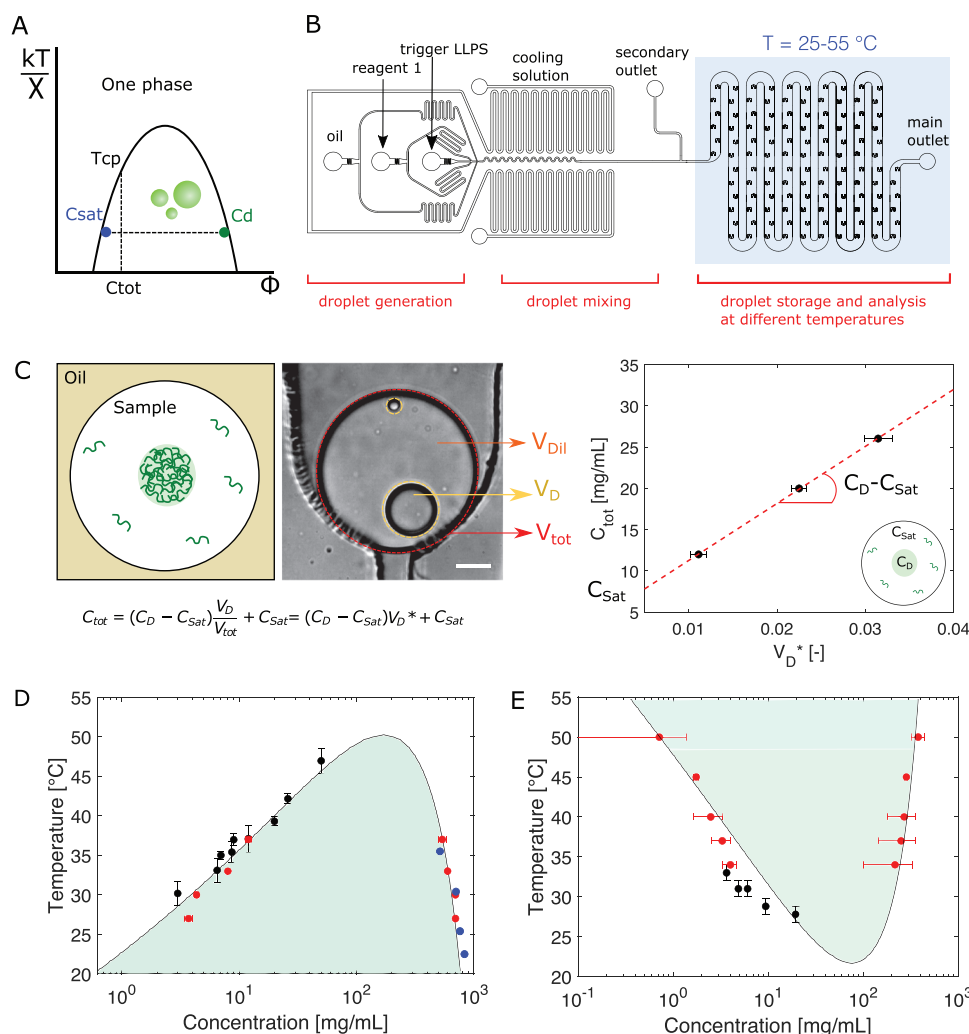 A
kT
X
One phase
Tcp
Csat
Cd
Ctot
Φ
B
T = 25-55 °C
trigger LLPS
reagent 1
oil
cooling
solution
secondary
outlet
main
outlet
droplet generation
droplet mixing
droplet storage and analysis
at different temperatures
C
Oil
Sample
V_Dil
V_D
V_tot
C_tot = (C_D − C_Sat) V_D/V_tot + C_Sat = (C_D − C_Sat)V_D* + C_Sat
C_tot [mg/mL]
35
30
25
20
15
10
5
C_Sat
C_D-C_Sat
C_Sat
C_D
0.01
0.02
0.03
0.04
V_D* [-]
D
Temperature [°C]
55
50
45
40
35
30
25
20
10^0
10^1
10^2
10^3
Concentration [mg/mL]
E
Temperature [°C]
55
50
45
40
35
30
25
20
10^-1
10^0
10^1
10^2
10^3
Concentration [mg/mL]